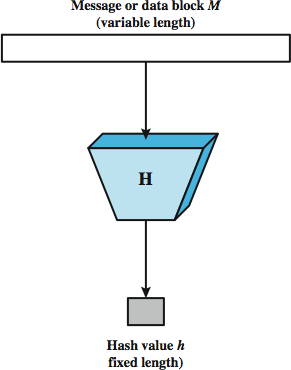 Message or data block M
(variable length)
H
Hash value h
fixed length)